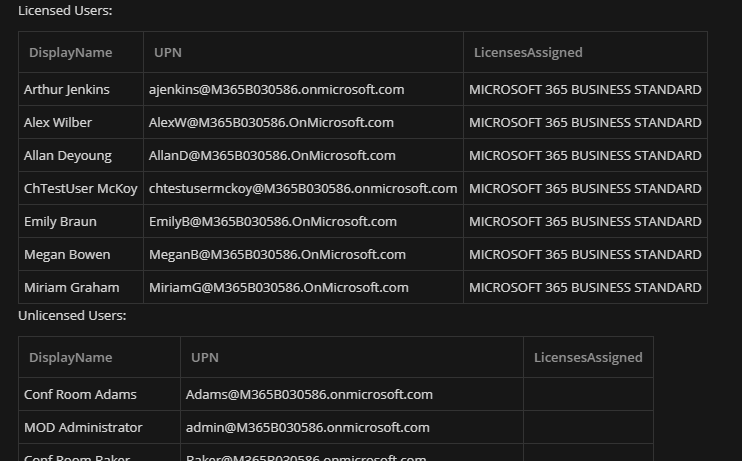 Licensed Users:
DisplayName UPN LicensesAssigned
Arthur Jenkins ajenkins@M365B030586.onmicrosoft.com MICROSOFT 365 BUSINESS STANDARD
Alex Wilber AlexW@M365B030586.OnMicrosoft.com MICROSOFT 365 BUSINESS STANDARD
Allan Deyoung AllanD@M365B030586.OnMicrosoft.com MICROSOFT 365 BUSINESS STANDARD
ChTestUser McKoy chtestusermckoy@M365B030586.onmicrosoft.com MICROSOFT 365 BUSINESS STANDARD
Emily Braun EmilyB@M365B030586.OnMicrosoft.com MICROSOFT 365 BUSINESS STANDARD
Megan Bowen MeganB@M365B030586.OnMicrosoft.com MICROSOFT 365 BUSINESS STANDARD
Miriam Graham MiriamG@M365B030586.OnMicrosoft.com MICROSOFT 365 BUSINESS STANDARD
Unlicensed Users:
DisplayName UPN LicensesAssigned
Conf Room Adams Adams@M365B030586.onmicrosoft.com
MOD Administrator admin@M365B030586.onmicrosoft.com
Conf Room Baker Baker@M365B030586.onmicrosoft.com